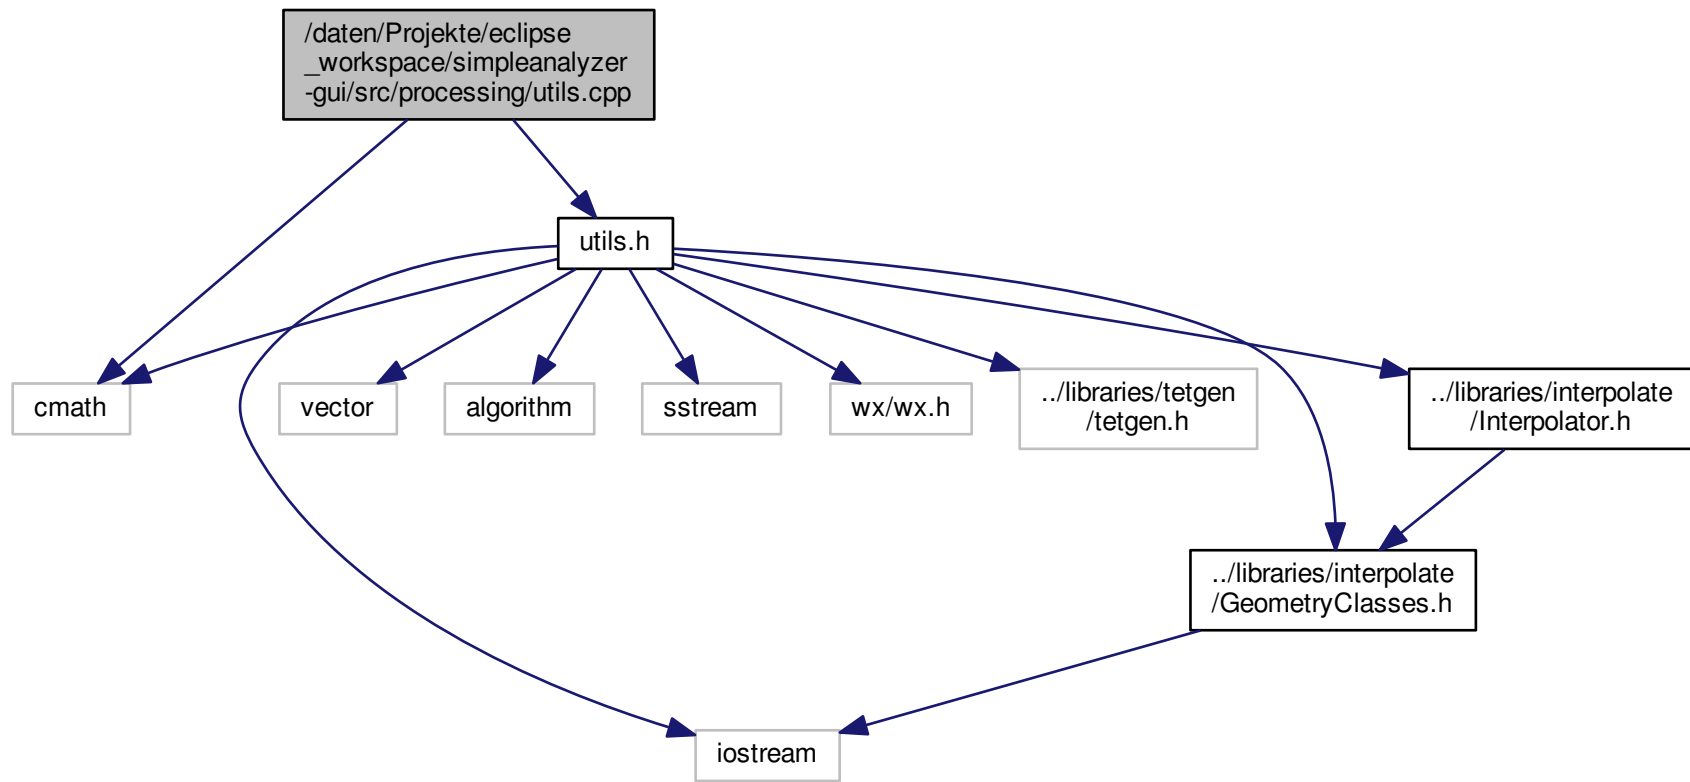 /daten/Projekte/eclipse
_workspace/simpleanalyzer
-gui/src/processing/utils.cpp
utils.h
cmath
vector
algorithm
sstream
wx/wx.h
../libraries/tetgen
/tetgen.h
../libraries/interpolate
/Interpolator.h
../libraries/interpolate
/GeometryClasses.h
iostream